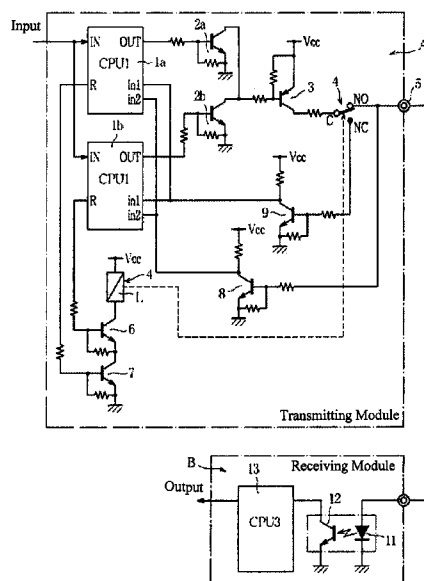 Input
IN
OUT
CPU1
R
in1
in2
1a
2a
Vcc
A
3
4
NO
C
NC
5
1b
IN
OUT
CPU1
R
in1
in2
2b
Vcc
9
Vcc
8
Vcc
4
L
6
7
Transmitting Module
B
Receiving Module
13
Output
CPU3
12
11